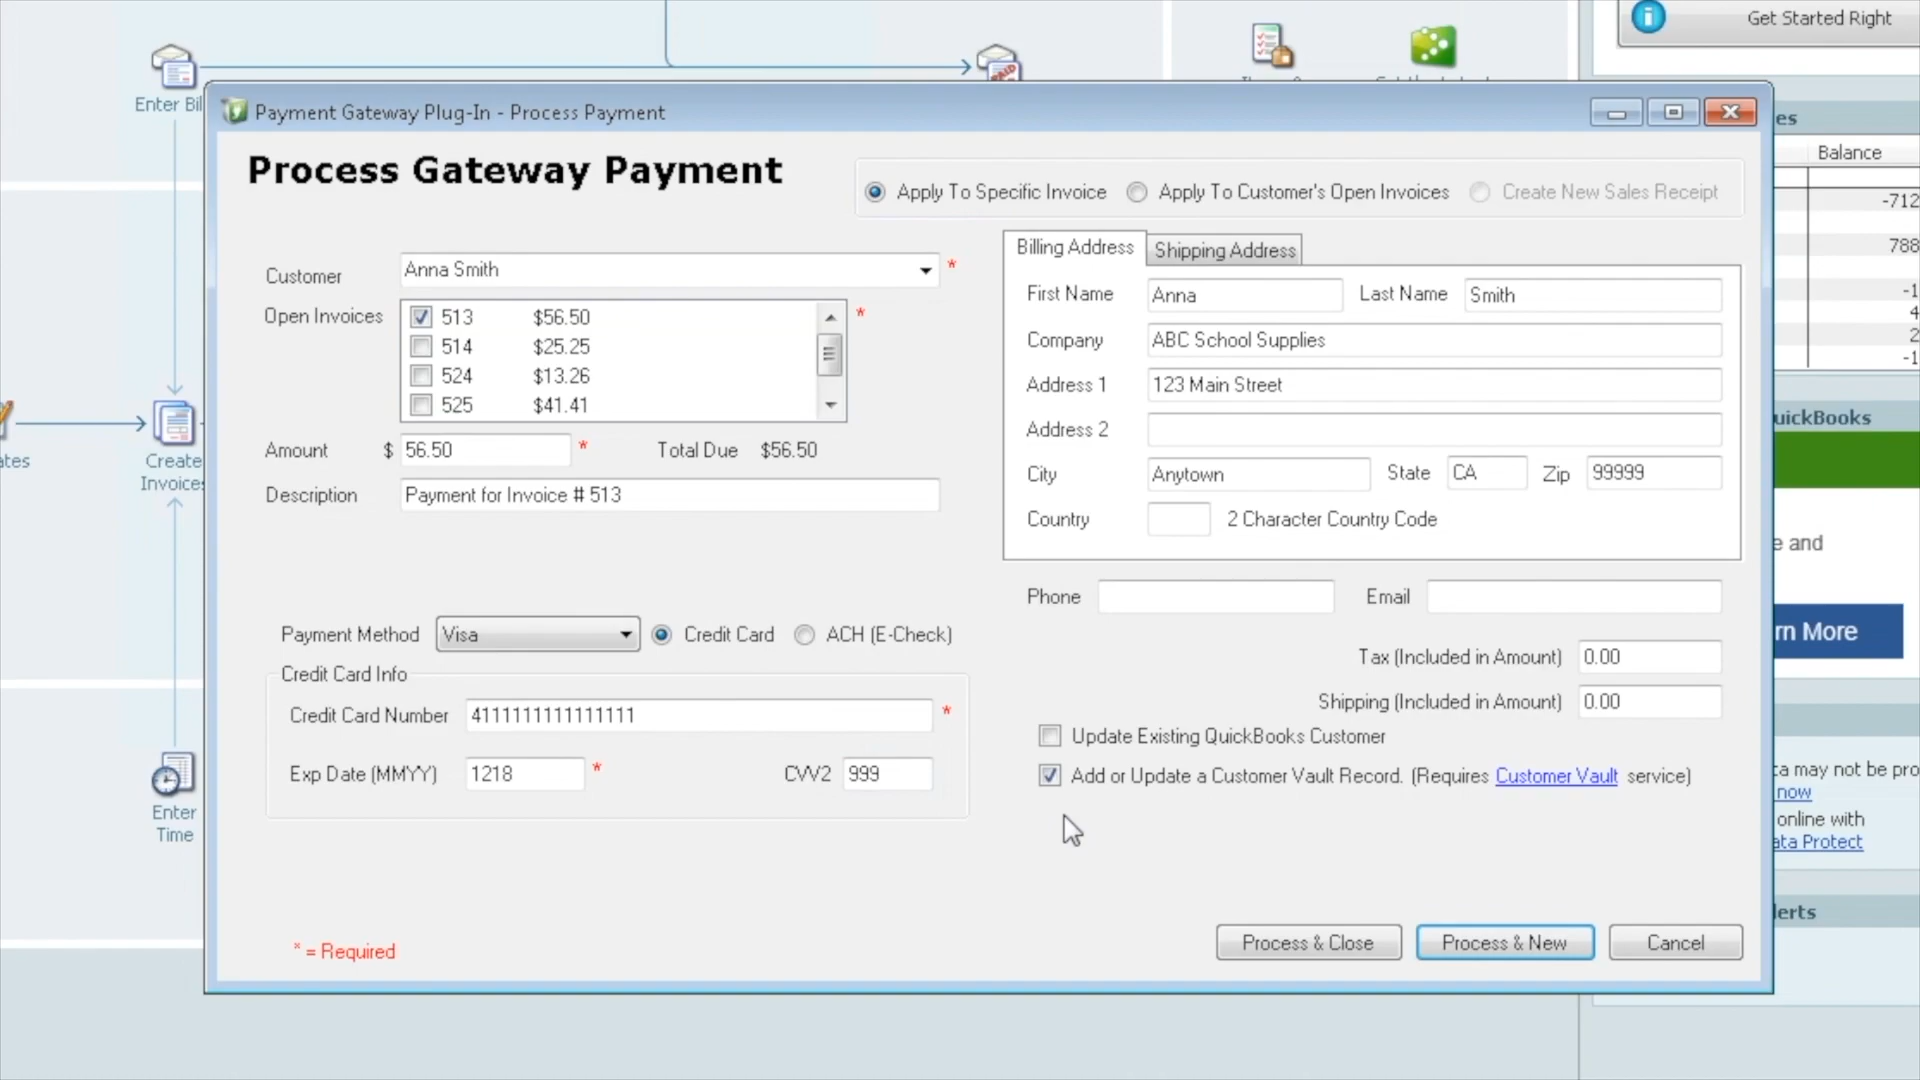 Get Started Right
Enter Bil
Payment Gateway Plug-In - Process Payment
es
Process Gateway Payment
Balance
Apply To Specific Invoice Apply To Customer's Open Invoices Create New Sales Receipt
-712
Billing Address Shipping Address
788
Customer Anna Smith *
First Name Anna Last Name Smith
-1
Open Invoices 513 $56.50 *
4
514 $25.25
Company ABC School Supplies
2
524 $13.26
Address 1 123 Main Street
-1
525 $41.41
Address 2
uickBooks
Amount $ 56.50 * Total Due $56.50
ates
Create
Invoices
City Anytown State CA Zip 99999
Description Payment for Invoice # 513
Country 2 Character Country Code
e and
Phone Email
Payment Method Visa Credit Card ACH (E-Check)
rn More
Tax (Included in Amount) 0.00
Credit Card Info
Shipping (Included in Amount) 0.00
Credit Card Number 4111111111111111 *
Update Existing QuickBooks Customer
Exp Date (MMYY) 1218 * CVV2 999
Add or Update a Customer Vault Record. (Requires Customer Vault service)
ta may not be pro
now
Enter
Time
online with
ata Protect
lerts
* = Required
Process & Close Process & New Cancel